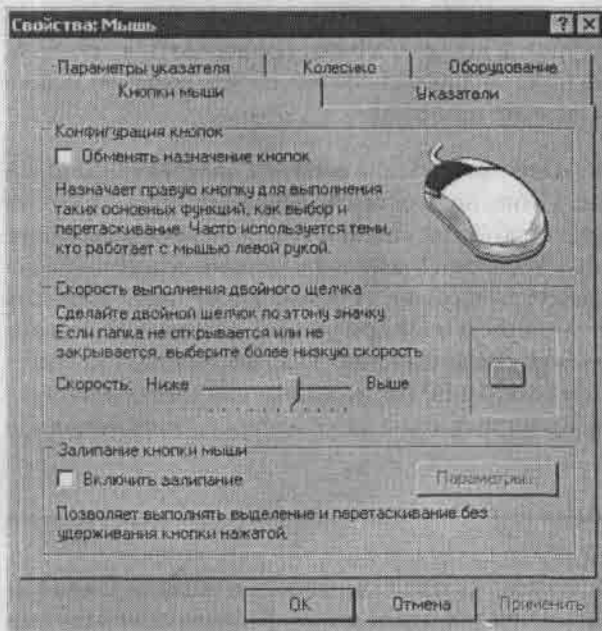 Свойства: Мышь
Параметры указателя Колесико Оборудование
Кнопки мыши Указатели
Конфигурация кнопок
Обменять назначение кнопок
Назначает правую кнопку для выполнения
таких основных функций, как выбор и
перетаскивание. Часто используется теми,
кто работает с мышью левой рукой.
Скорость выполнения двойного щелчка
Сделайте двойной щелчок по этому значку.
Если папка не открывается или не
закрывается, выберите более низкую скорость.
Скорость: Ниже Выше
Залипание кнопки мыши
Включить залипание Параметры...
Позволяет выполнять выделение и перетаскивание без
удерживания кнопки нажатой.
ОК Отмена Применить